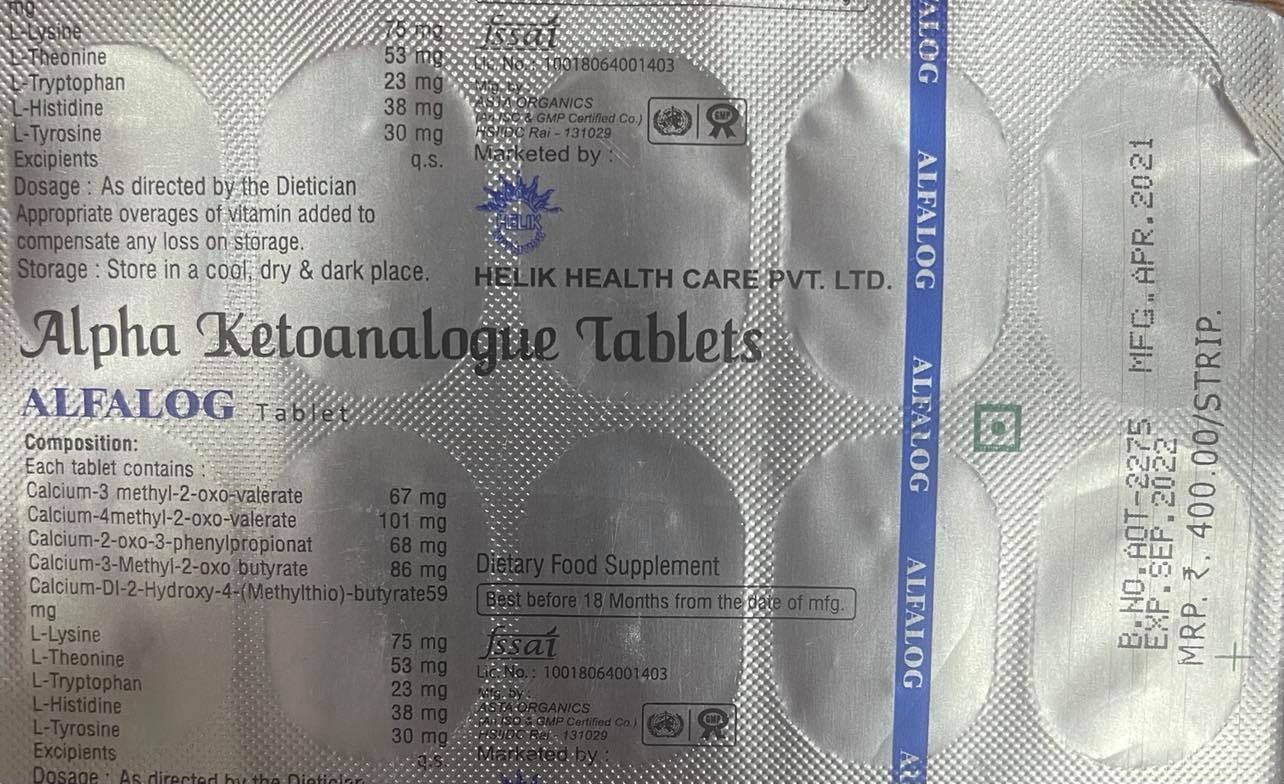 mg
L-Lysine 75 mg
L-Theonine 53 mg
L-Tryptophan 23 mg
L-Histidine 38 mg
L-Tyrosine 30 mg
Excipients q.s.
Dosage : As directed by the Dietician
Appropriate overages of vitamin added to
compensate any loss on storage.
Storage : Store in a cool, dry & dark place.
fssai
Lic. No. : 10018064001403
Mfg. by :
ASTA ORGANICS
(An ISO & GMP Certified Co.)
HSIIDC Rai - 131029
GMP
Marketed by :
HELIK
HELIK HEALTH CARE PVT. LTD.
Alpha Ketoanalogue Tablets
ALFALOG Tablet
Composition:
Each tablet contains :
Calcium-3 methyl-2-oxo-valerate 67 mg
Calcium-4methyl-2-oxo-valerate 101 mg
Calcium-2-oxo-3-phenylpropionat 68 mg
Calcium-3-Methyl-2-oxo butyrate 86 mg
Calcium-Dl-2-Hydroxy-4-(Methylthio)-butyrate59
mg
L-Lysine 75 mg
L-Theonine 53 mg
L-Tryptophan 23 mg
L-Histidine 38 mg
L-Tyrosine 30 mg
Excipients q.s.
Dosage : As directed by the Dietician
Dietary Food Supplement
Best before 18 Months from the date of mfg.
fssai
Lic. No. : 10018064001403
Mfg. by :
ASTA ORGANICS
(An ISO & GMP Certified Co.)
HSIIDC Rai - 131029
GMP
Marketed by :
ALOG
ALFALOG
ALFALOG
ALFALOG
Al
B.NO.AOT-2275 MFG.APR.2021
EXP.SEP.2022
MRP.₹. 400.00/STRIP.